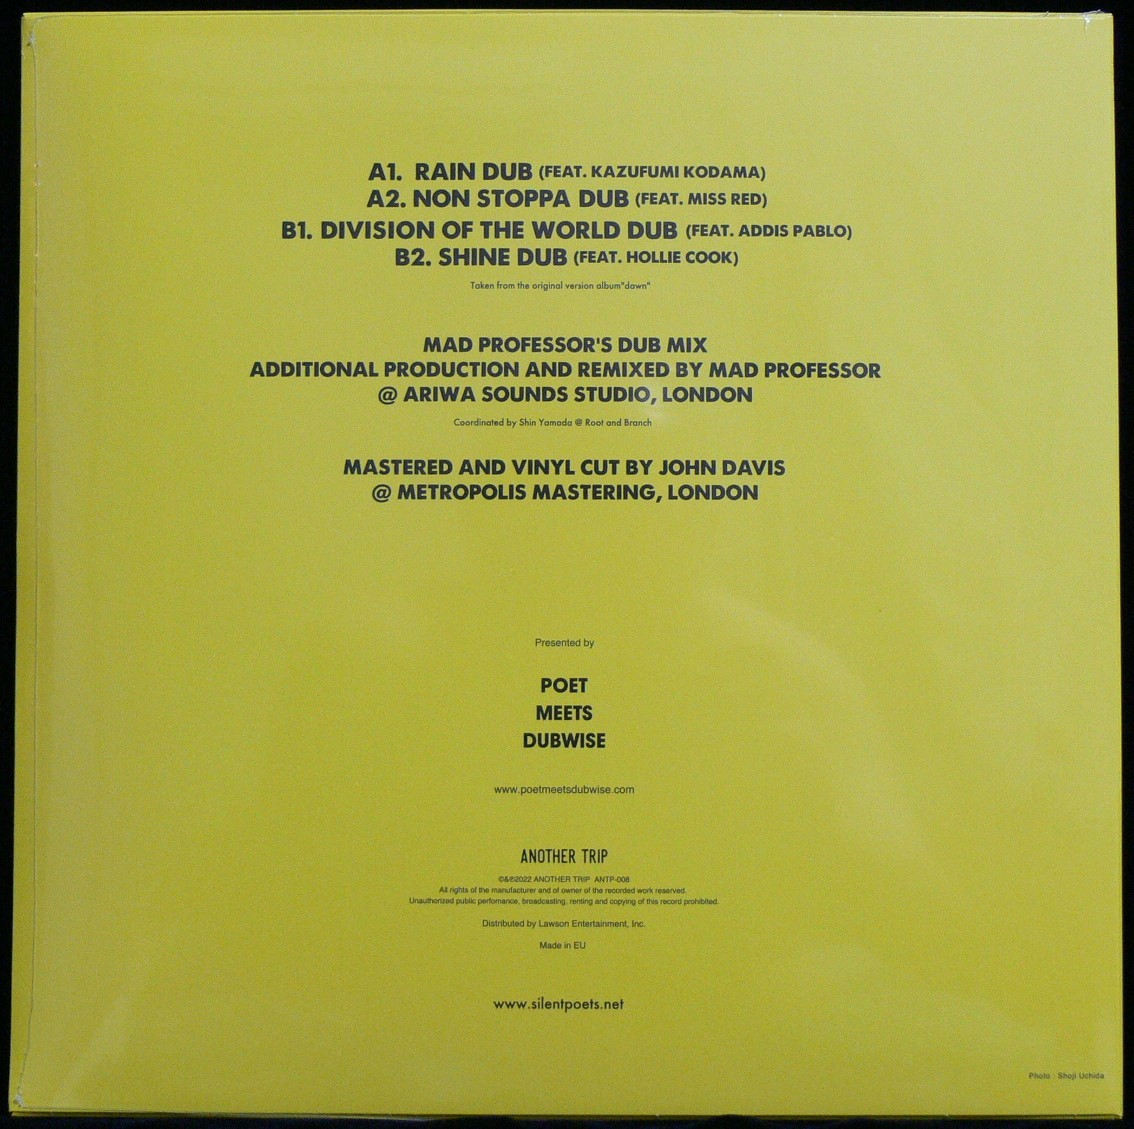 A1. RAIN DUB (FEAT. KAZUFUMI KODAMA)
A2. NON STOPPA DUB (FEAT. MISS RED)
B1. DIVISION OF THE WORLD DUB (FEAT. ADDIS PABLO)
B2. SHINE DUB (FEAT. HOLLIE COOK)
Taken from the original version album"dawn"
MAD PROFESSOR'S DUB MIX
ADDITIONAL PRODUCTION AND REMIXED BY MAD PROFESSOR
@ ARIWA SOUNDS STUDIO, LONDON
Coordinated by Shin Yamada @ Root and Branch
MASTERED AND VINYL CUT BY JOHN DAVIS
@ METROPOLIS MASTERING, LONDON
Presented by
POET
MEETS
DUBWISE
www.poetmeetsdubwise.com
ANOTHER TRIP
©&℗2022 ANOTHER TRIP ANTP-008
All rights of the manufacturer and of owner of the recorded work reserved.
Unauthorized public perfomance, broadcasting, renting and copying of this record prohibited.
Distributed by Lawson Entertainment, Inc.
Made in EU
www.silentpoets.net
Photo : Shoji Uchida